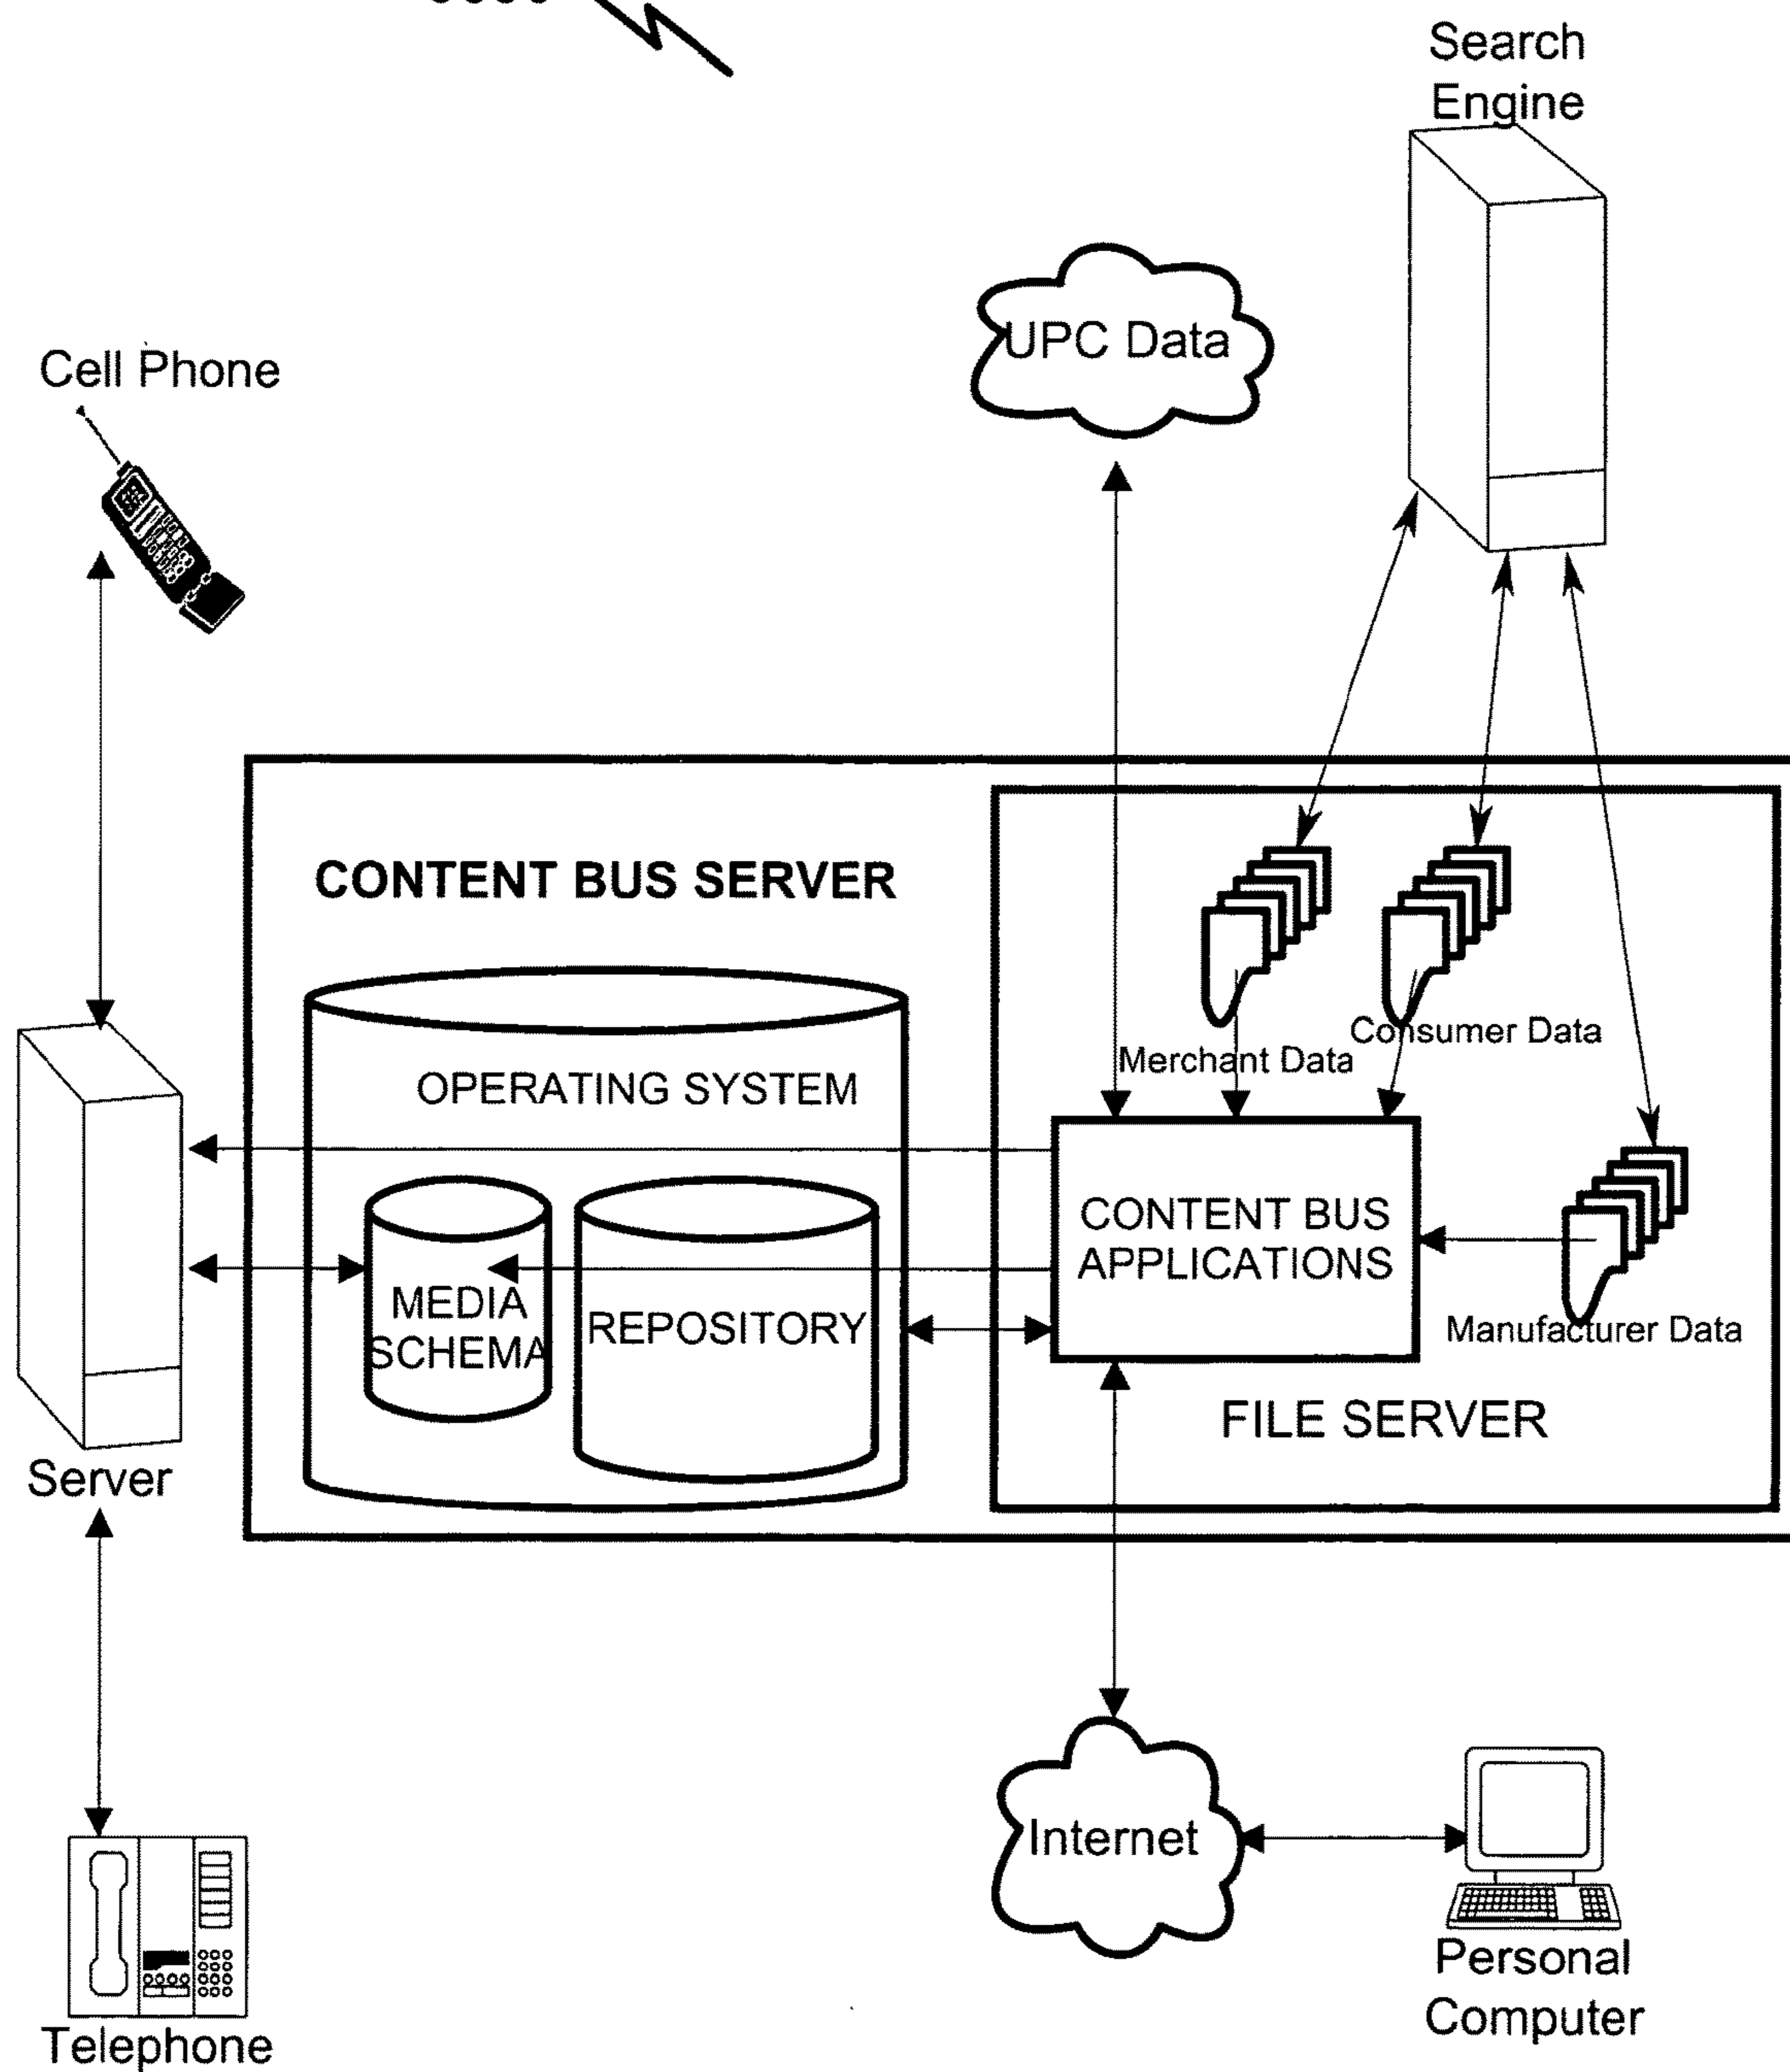 Search
Engine
UPC Data
Cell Phone
CONTENT BUS SERVER
Consumer Data
Merchant Data
OPERATING SYSTEM
CONTENT BUS
APPLICATIONS
MEDIA
SCHEMA
REPOSITORY
Manufacturer Data
FILE SERVER
Server
Internet
Personal
Computer
Telephone